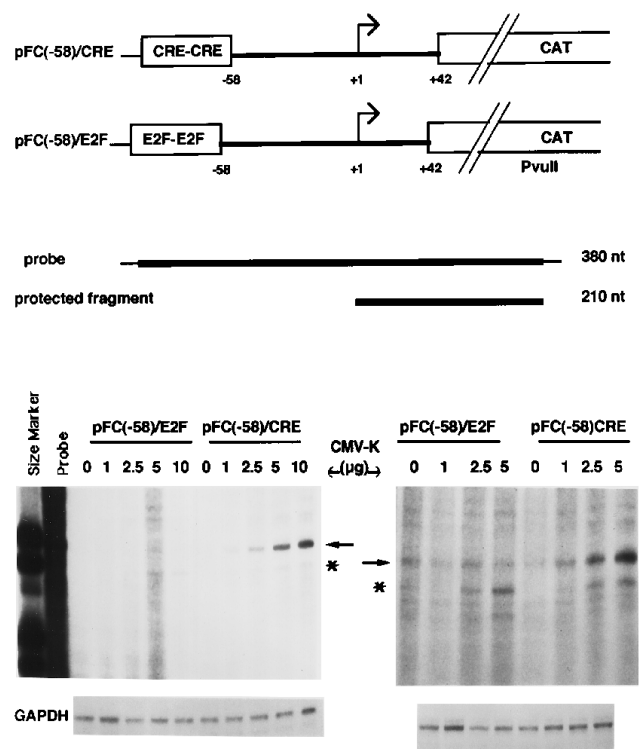 pFC(-58)/CRE CRE-CRE CAT
-58 +1 +42
pFC(-58)/E2F E2F-E2F CAT
-58 +1 +42 PvuII
probe 380 nt
protected fragment 210 nt
Size Marker
Probe
pFC(-58)/E2F pFC(-58)/CRE
0 1 2.5 5 10 0 1 2.5 5 10
CMV-K
(µg)
pFC(-58)/E2F pFC(-58)CRE
0 1 2.5 5 0 1 2.5 5
*
*
GAPDH